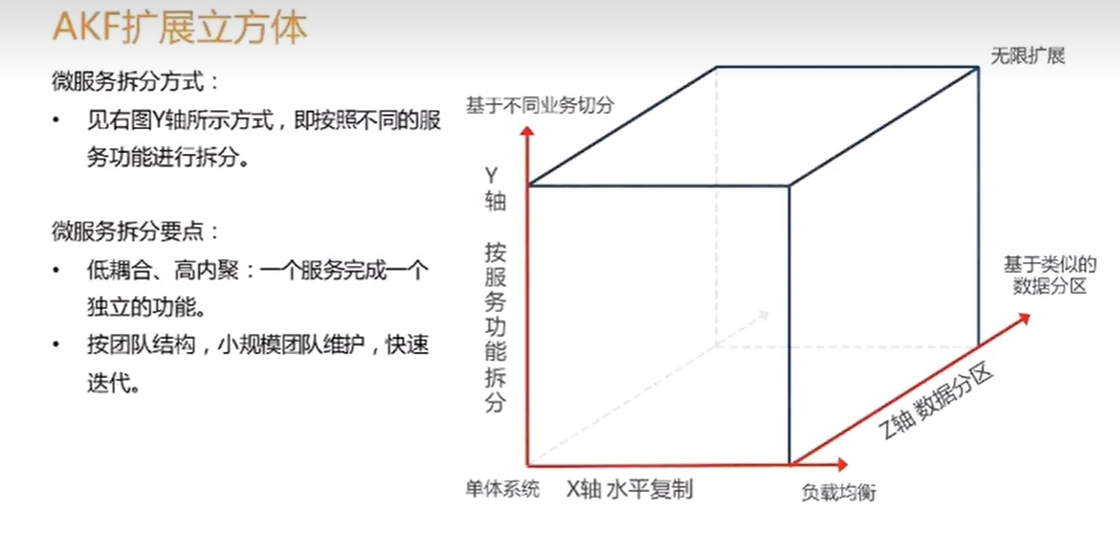 AKF扩展立方体
微服务拆分方式：
• 见右图Y轴所示方式，即按照不同的服
务功能进行拆分。
微服务拆分要点：
• 低耦合、高内聚：一个服务完成一个
独立的功能。
• 按团队结构，小规模团队维护，快速
迭代。
无限扩展
基于不同业务切分
Y
轴
按
服
务
功
能
拆
分
基于类似的
数据分区
Z轴 数据分区
单体系统
X轴 水平复制
负载均衡